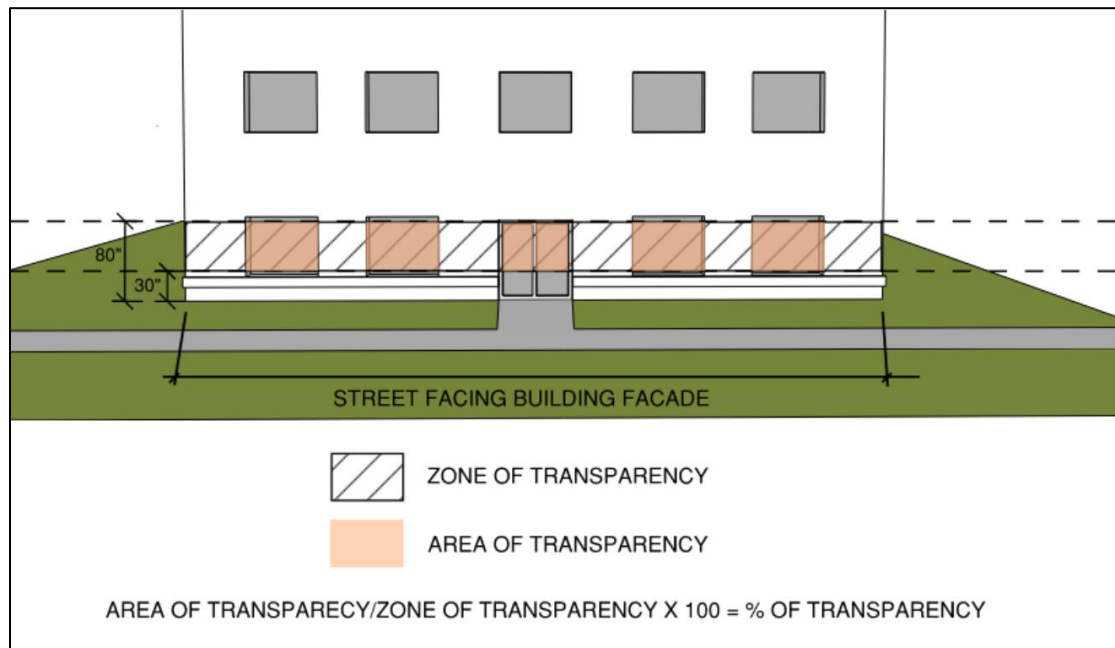 80"
30"
STREET FACING BUILDING FACADE
ZONE OF TRANSPARENCY
AREA OF TRANSPARENCY
AREA OF TRANSPARECY/ZONE OF TRANSPARENCY X 100 = % OF TRANSPARENCY